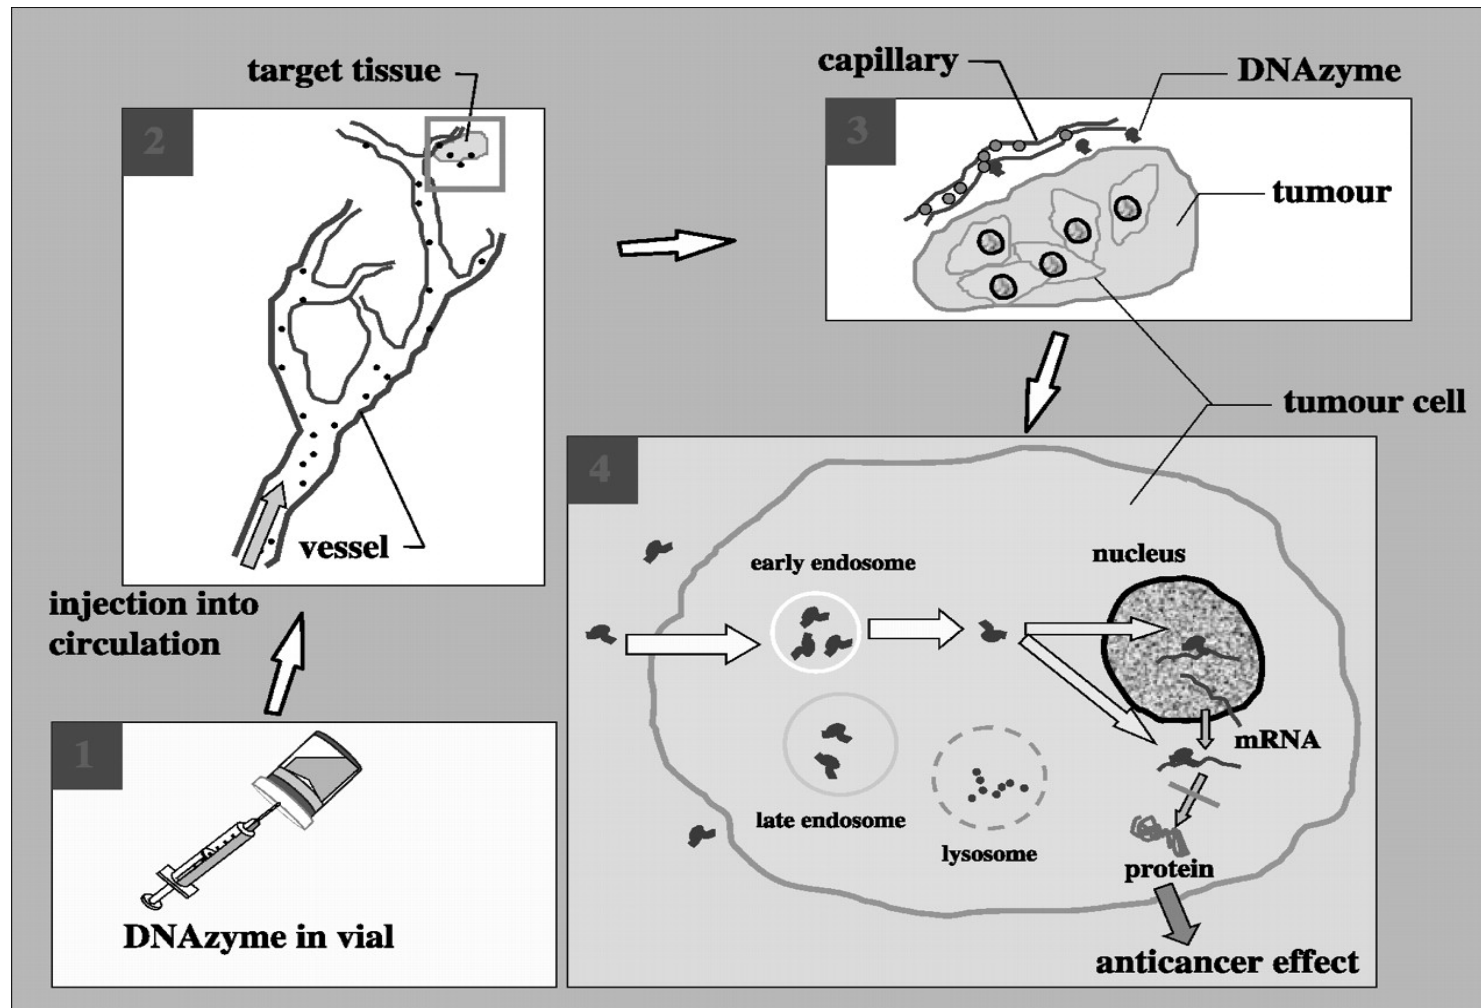 1
DNAzyme in vial
injection into
circulation
2
target tissue
vessel
3
capillary
DNAzyme
tumour
tumour cell
4
early endosome
nucleus
late endosome
lysosome
mRNA
protein
anticancer effect